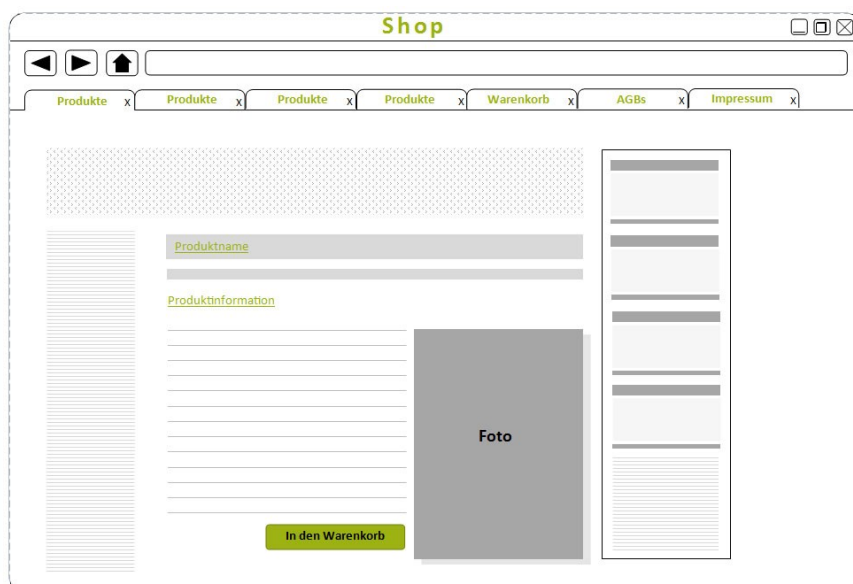 Shop
Produkte x Produkte x Produkte x Produkte x Warenkorb x AGBs x Impressum x
Produktname
Produktinformation
Foto
In den Warenkorb